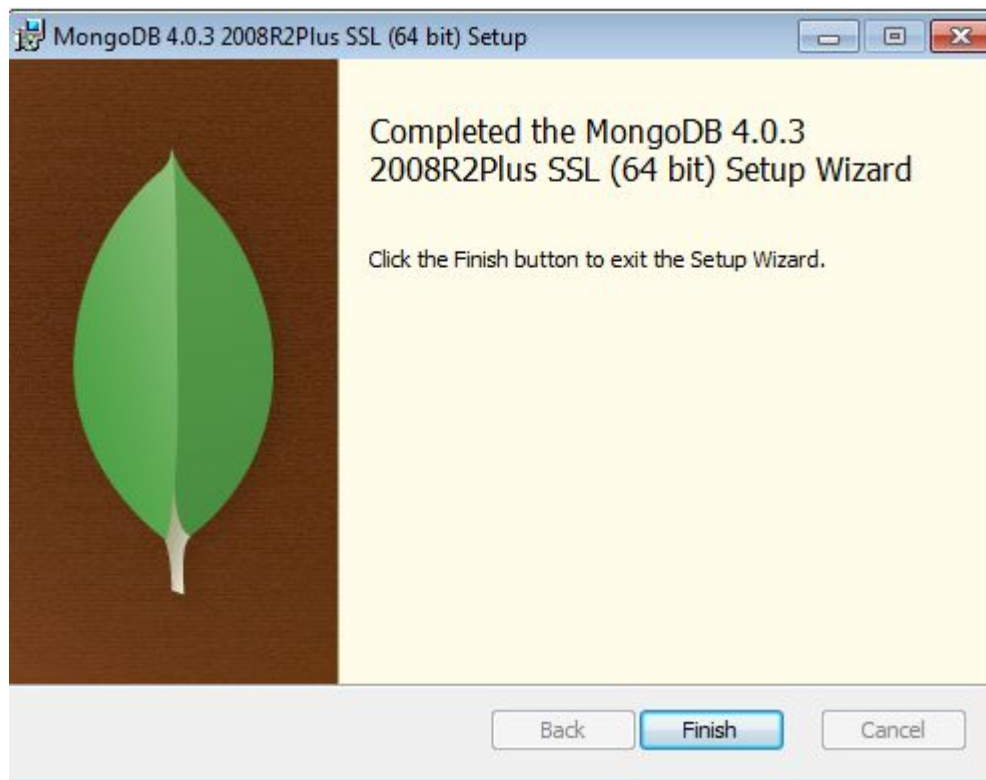 MongoDB 4.0.3 2008R2Plus SSL (64 bit) Setup
Completed the MongoDB 4.0.3
2008R2Plus SSL (64 bit) Setup Wizard
Click the Finish button to exit the Setup Wizard.
Back
Finish
Cancel